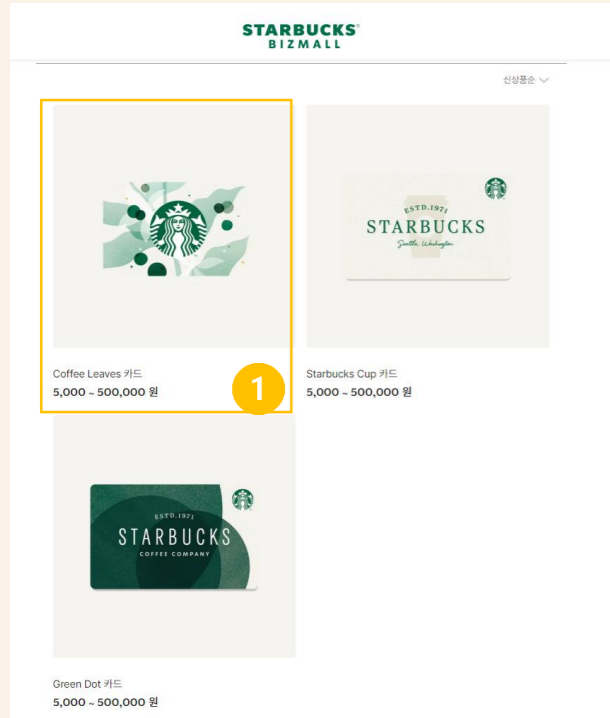 STARBUCKS®
BIZMALL
신상품순
ESTD.1971
STARBUCKS
Seattle Washington
Coffee Leaves 카드
5,000 ~ 500,000 원
1
Starbucks Cup 카드
5,000 ~ 500,000 원
ESTD.1971
STARBUCKS
COFFEE COMPANY
Green Dot 카드
5,000 ~ 500,000 원